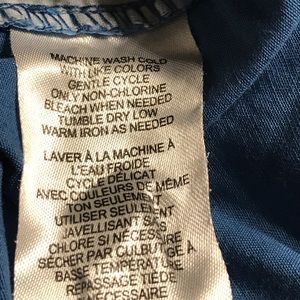 MACHINE WASH COLD
WITH LIKE COLORS
GENTLE CYCLE
ONLY NON-CHLORINE
BLEACH WHEN NEEDED
TUMBLE DRY LOW
WARM IRON AS NEEDED
LAVER À LA MACHINE À
L'EAU FROIDE
CYCLE DÉLICAT
AVEC COULEURS DE MÊME
TON SEULEMENT
UTILISER SEULEMENT
JAVELLISANT SANS
CHLORE SI NÉCESSAIRE
SÉCHER PAR CULBUTAGE À
BASSE TEMPÉRATURE
REPASSAGE TIÈDE
NÉCESSAIRE